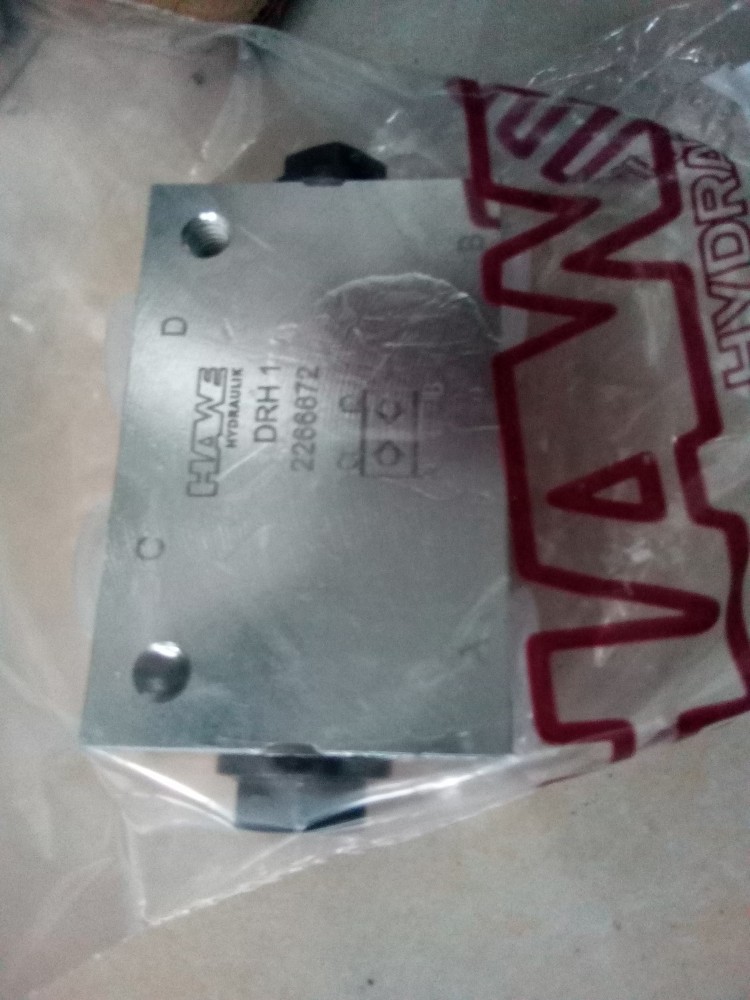 HAWE
HYDRAULIK
DRH 1
2266672
D
C
B
HAWE
HYDRA